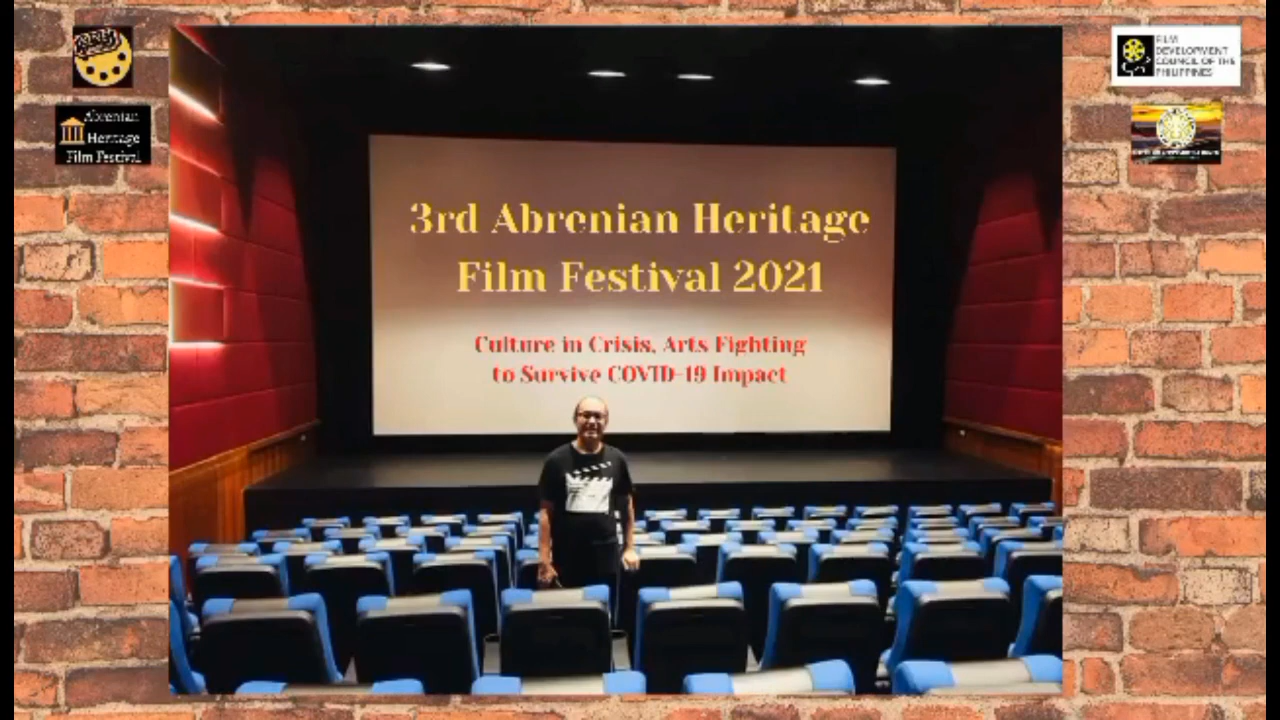 Abrenian
Heritage
Film Festival
FILM
DEVELOPMENT
COUNCIL OF THE
PHILIPPINES
3rd Abrenian Heritage
Film Festival 2021
Culture in Crisis, Arts Fighting
to Survive COVID-19 Impact